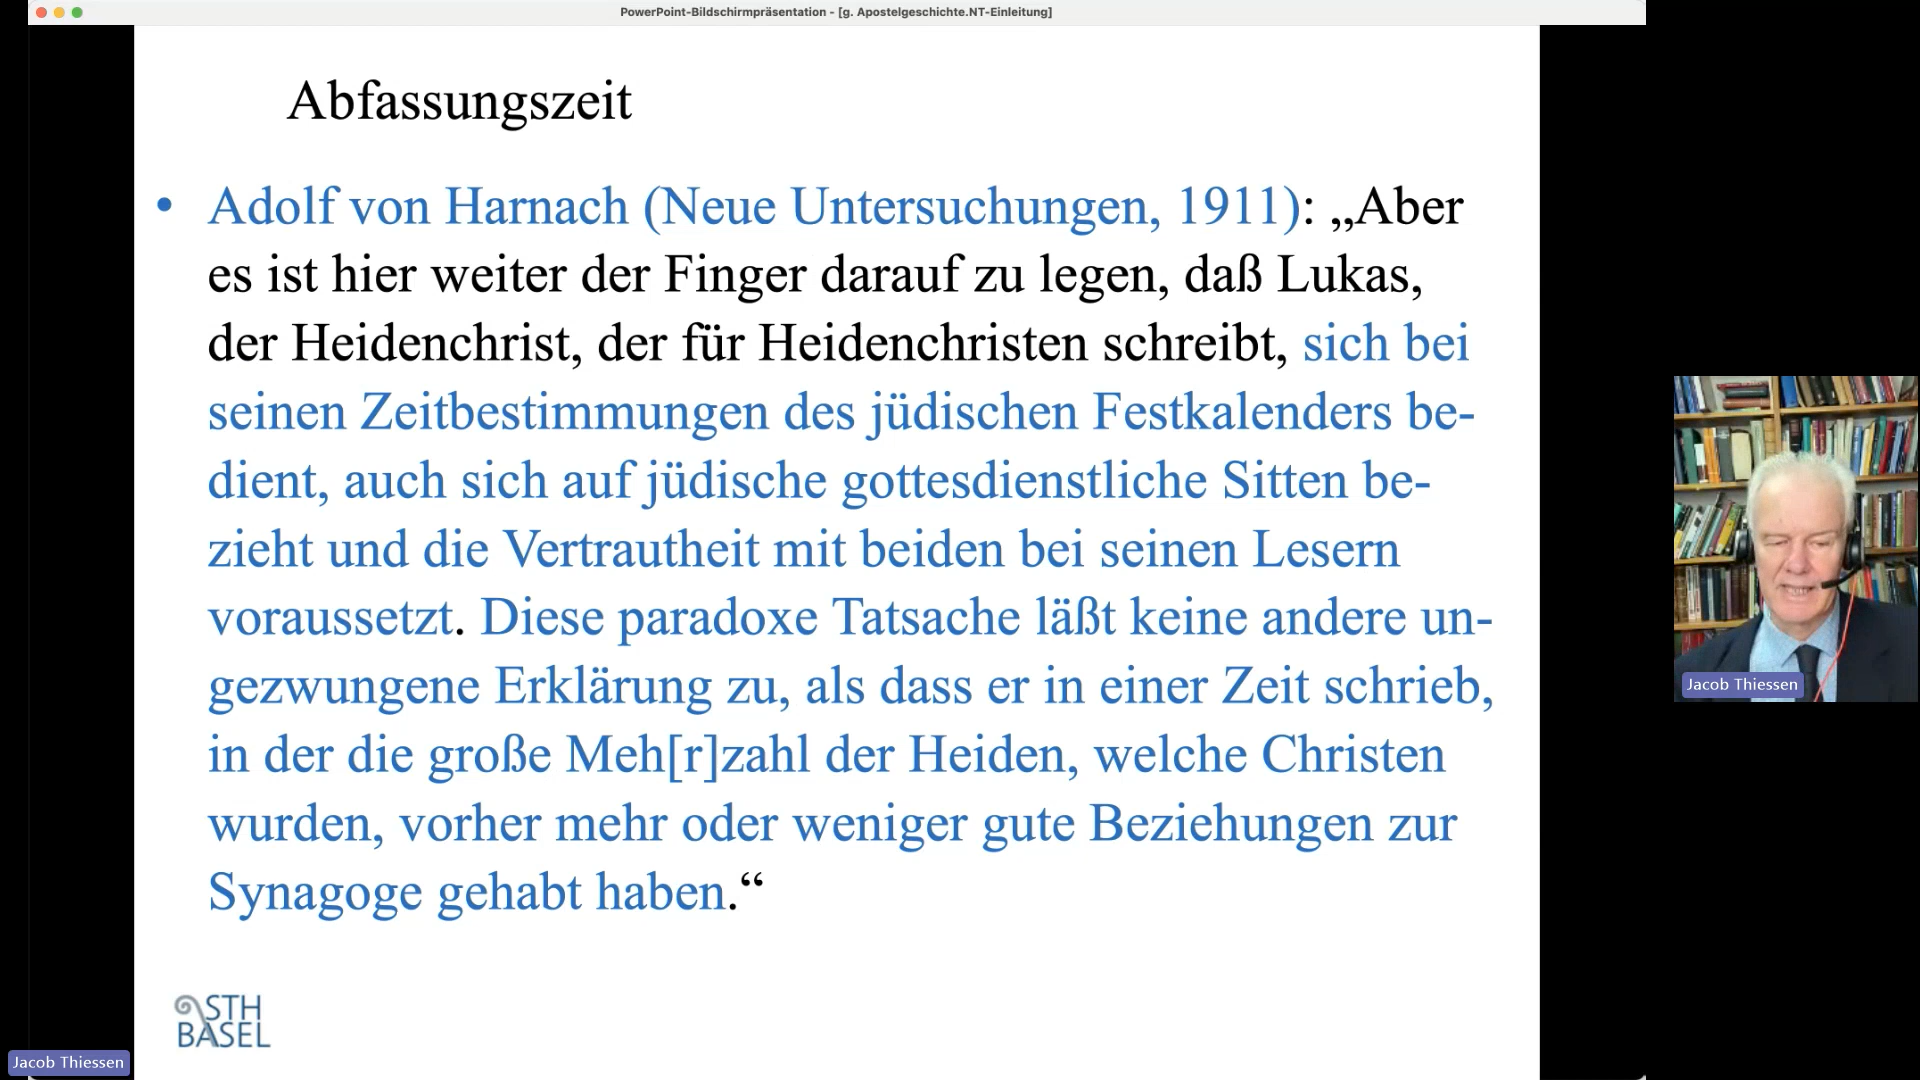 PowerPoint-Bildschirmpräsentation - [g. Apostelgeschichte.NT-Einleitung]
Abfassungszeit
• Adolf von Harnach (Neue Untersuchungen, 1911): „Aber
es ist hier weiter der Finger darauf zu legen, daß Lukas,
der Heidenchrist, der für Heidenchristen schreibt, sich bei
seinen Zeitbestimmungen des jüdischen Festkalenders be-
dient, auch sich auf jüdische gottesdienstliche Sitten be-
zieht und die Vertrautheit mit beiden bei seinen Lesern
voraussetzt. Diese paradoxe Tatsache läßt keine andere un-
gezwungene Erklärung zu, als dass er in einer Zeit schrieb,
in der die große Meh[r]zahl der Heiden, welche Christen
wurden, vorher mehr oder weniger gute Beziehungen zur
Synagoge gehabt haben.“
STH
BASEL
Jacob Thiessen
Jacob Thiessen